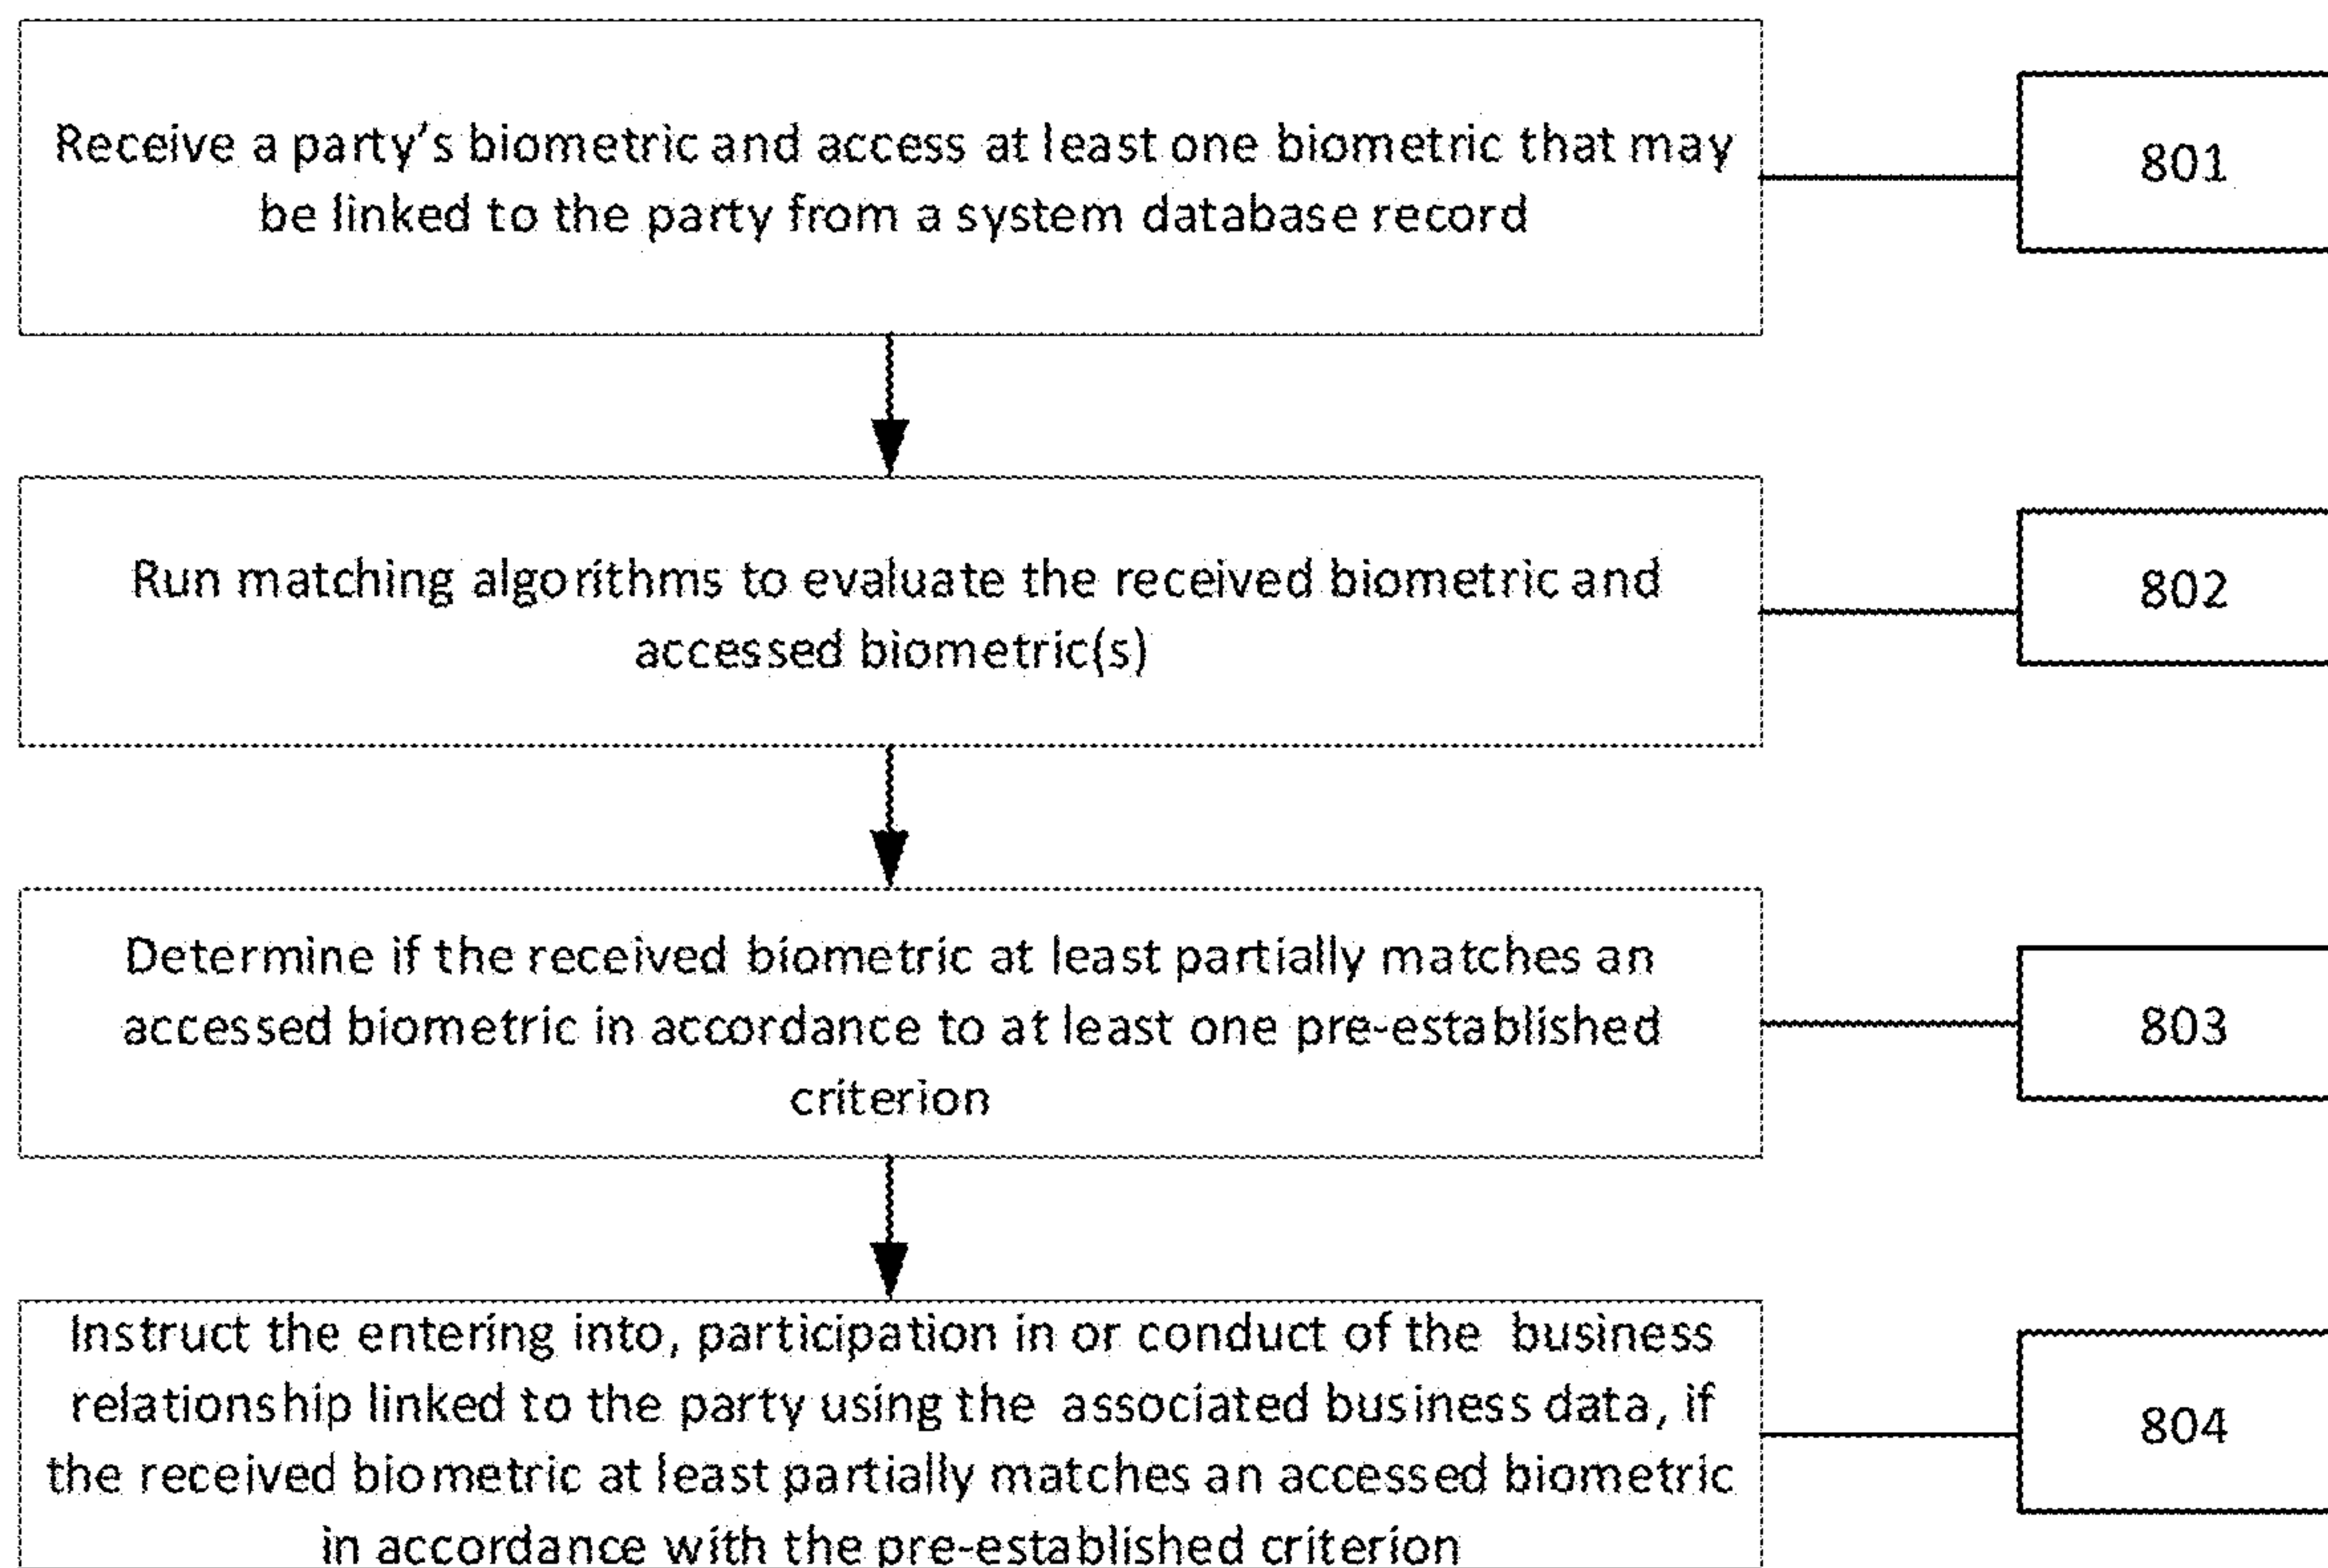 Receive a party's biometric and access at least one biometric that may
be linked to the party from a system database record
801
Run matching algorithms to evaluate the received biometric and
accessed biometric(s)
802
Determine if the received biometric at least partially matches an
accessed biometric in accordance to at least one pre-established
criterion
803
Instruct the entering into, participation in or conduct of the business
relationship linked to the party using the associated business data, if
the received biometric at least partially matches an accessed biometric
in accordance with the pre-established criterion
804